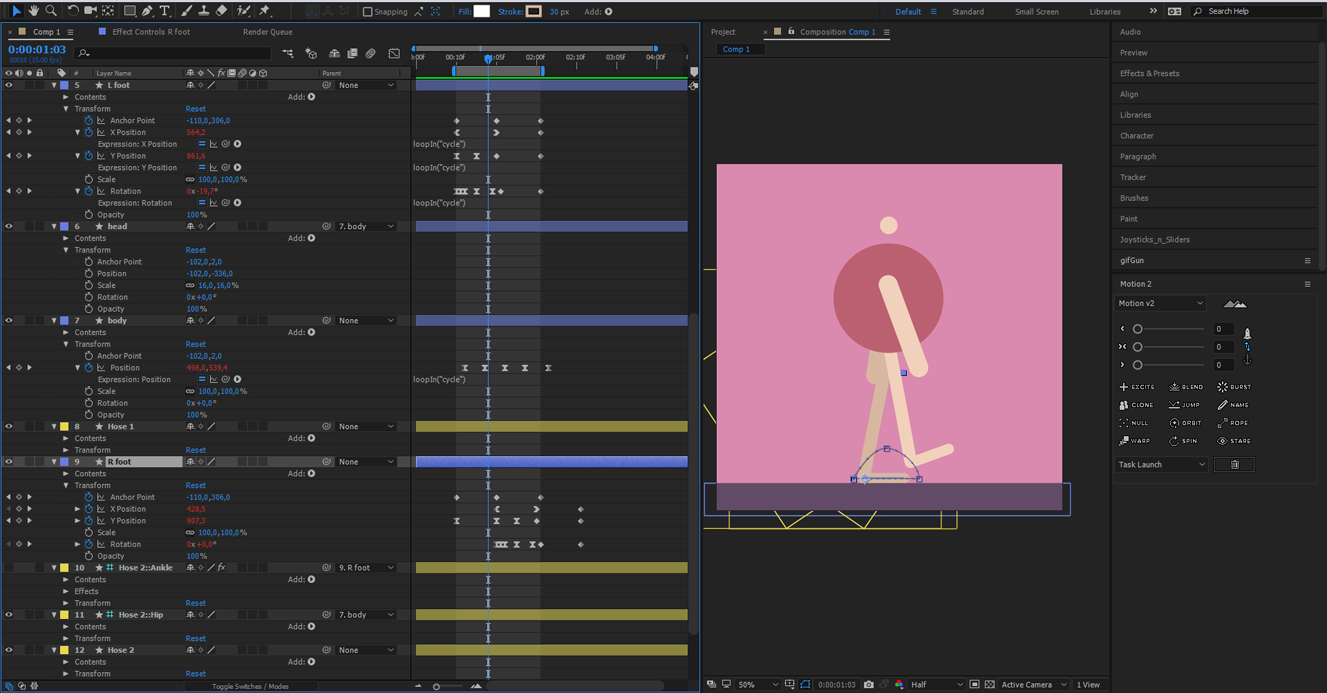 Snapping
Fill:
Stroke:
30 px
Add:
Default
Standard
Small Screen
Libraries
Search Help
× Comp 1
Effect Controls R foot
Render Queue
0:00:01:03
00018 (15.00 fps)
:00f 00:10f 01:05f 02:00f 02:10f 03:05f 04:00f
# Layer Name
Parent
5 L foot None
Contents Add:
Transform Reset
Anchor Point -110,0,306,0
X Position 564,2
Expression: X Position loopIn("cycle")
Y Position 861,6
Expression: Y Position loopIn("cycle")
Scale 100,0,100,0%
Rotation 0x-19,7°
Expression: Rotation loopIn("cycle")
Opacity 100%
6 head 7. body
Contents Add:
Transform Reset
Anchor Point -102,0,2,0
Position -102,0,-336,0
Scale 16,0,16,0%
Rotation 0x+0,0°
Opacity 100%
7 body None
Contents Add:
Transform Reset
Anchor Point -102,0,2,0
Position 498,0,539,4
Expression: Position loopIn("cycle")
Scale 100,0,100,0%
Rotation 0x+0,0°
Opacity 100%
8 Hose 1 None
Contents Add:
Transform Reset
9 R foot None
Contents Add:
Transform Reset
Anchor Point -110,0,306,0
X Position 428,5
Y Position 907,3
Scale 100,0,100,0%
Rotation 0x+0,0°
Opacity 100%
10 Hose 2::Ankle 9. R foot
Contents Add:
Effects
Transform Reset
11 Hose 2::Hip 7. body
Contents Add:
Transform Reset
12 Hose 2 None
Contents Add:
Transform Reset
Toggle Switches / Modes
Project
× Composition Comp 1
Comp 1
50%
0:00:01:03
Half
Active Camera
1 View
Audio
Preview
Effects & Presets
Align
Libraries
Character
Paragraph
Tracker
Brushes
Paint
Joysticks_n_Sliders
gifGun
Motion 2
Motion v2
0
0
0
EXCITE BLEND BURST
CLONE JUMP NAME
NULL ORBIT ROPE
WARP SPIN STARE
Task Launch